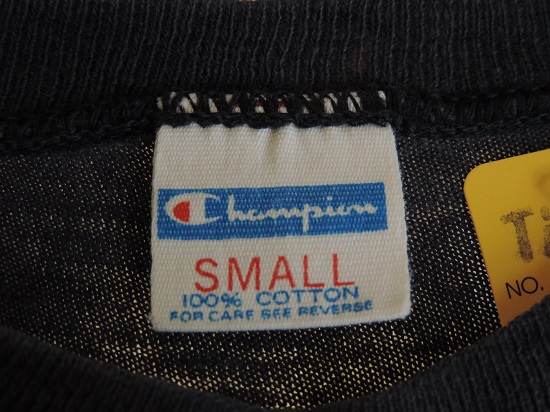 Champion
SMALL
100% COTTON
FOR CARE SEE REVERSE
NO.